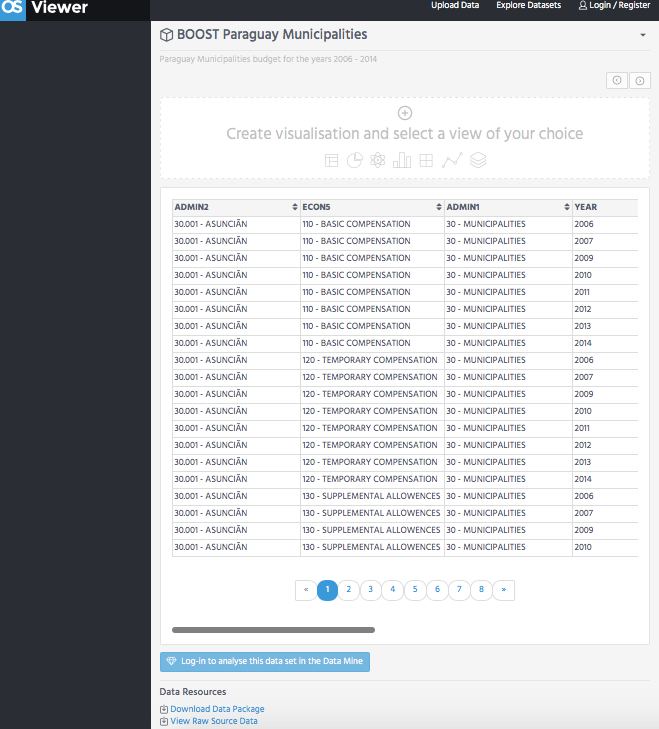 OS Viewer Upload Data Explore Datasets Login / Register
BOOST Paraguay Municipalities
Paraguay Municipalities budget for the years 2006 - 2014
Create visualisation and select a view of your choice
ADMIN2 ECON5 ADMIN1 YEAR
30.001 - ASUNCIÃN 110 - BASIC COMPENSATION 30 - MUNICIPALITIES 2006
30.001 - ASUNCIÃN 110 - BASIC COMPENSATION 30 - MUNICIPALITIES 2007
30.001 - ASUNCIÃN 110 - BASIC COMPENSATION 30 - MUNICIPALITIES 2009
30.001 - ASUNCIÃN 110 - BASIC COMPENSATION 30 - MUNICIPALITIES 2010
30.001 - ASUNCIÃN 110 - BASIC COMPENSATION 30 - MUNICIPALITIES 2011
30.001 - ASUNCIÃN 110 - BASIC COMPENSATION 30 - MUNICIPALITIES 2012
30.001 - ASUNCIÃN 110 - BASIC COMPENSATION 30 - MUNICIPALITIES 2013
30.001 - ASUNCIÃN 110 - BASIC COMPENSATION 30 - MUNICIPALITIES 2014
30.001 - ASUNCIÃN 120 - TEMPORARY COMPENSATION 30 - MUNICIPALITIES 2006
30.001 - ASUNCIÃN 120 - TEMPORARY COMPENSATION 30 - MUNICIPALITIES 2007
30.001 - ASUNCIÃN 120 - TEMPORARY COMPENSATION 30 - MUNICIPALITIES 2009
30.001 - ASUNCIÃN 120 - TEMPORARY COMPENSATION 30 - MUNICIPALITIES 2010
30.001 - ASUNCIÃN 120 - TEMPORARY COMPENSATION 30 - MUNICIPALITIES 2011
30.001 - ASUNCIÃN 120 - TEMPORARY COMPENSATION 30 - MUNICIPALITIES 2012
30.001 - ASUNCIÃN 120 - TEMPORARY COMPENSATION 30 - MUNICIPALITIES 2013
30.001 - ASUNCIÃN 120 - TEMPORARY COMPENSATION 30 - MUNICIPALITIES 2014
30.001 - ASUNCIÃN 130 - SUPPLEMENTAL ALLOWENCES 30 - MUNICIPALITIES 2006
30.001 - ASUNCIÃN 130 - SUPPLEMENTAL ALLOWENCES 30 - MUNICIPALITIES 2007
30.001 - ASUNCIÃN 130 - SUPPLEMENTAL ALLOWENCES 30 - MUNICIPALITIES 2009
30.001 - ASUNCIÃN 130 - SUPPLEMENTAL ALLOWENCES 30 - MUNICIPALITIES 2010
« 1 2 3 4 5 6 7 8 »
Log-in to analyse this data set in the Data Mine
Data Resources
Download Data Package
View Raw Source Data